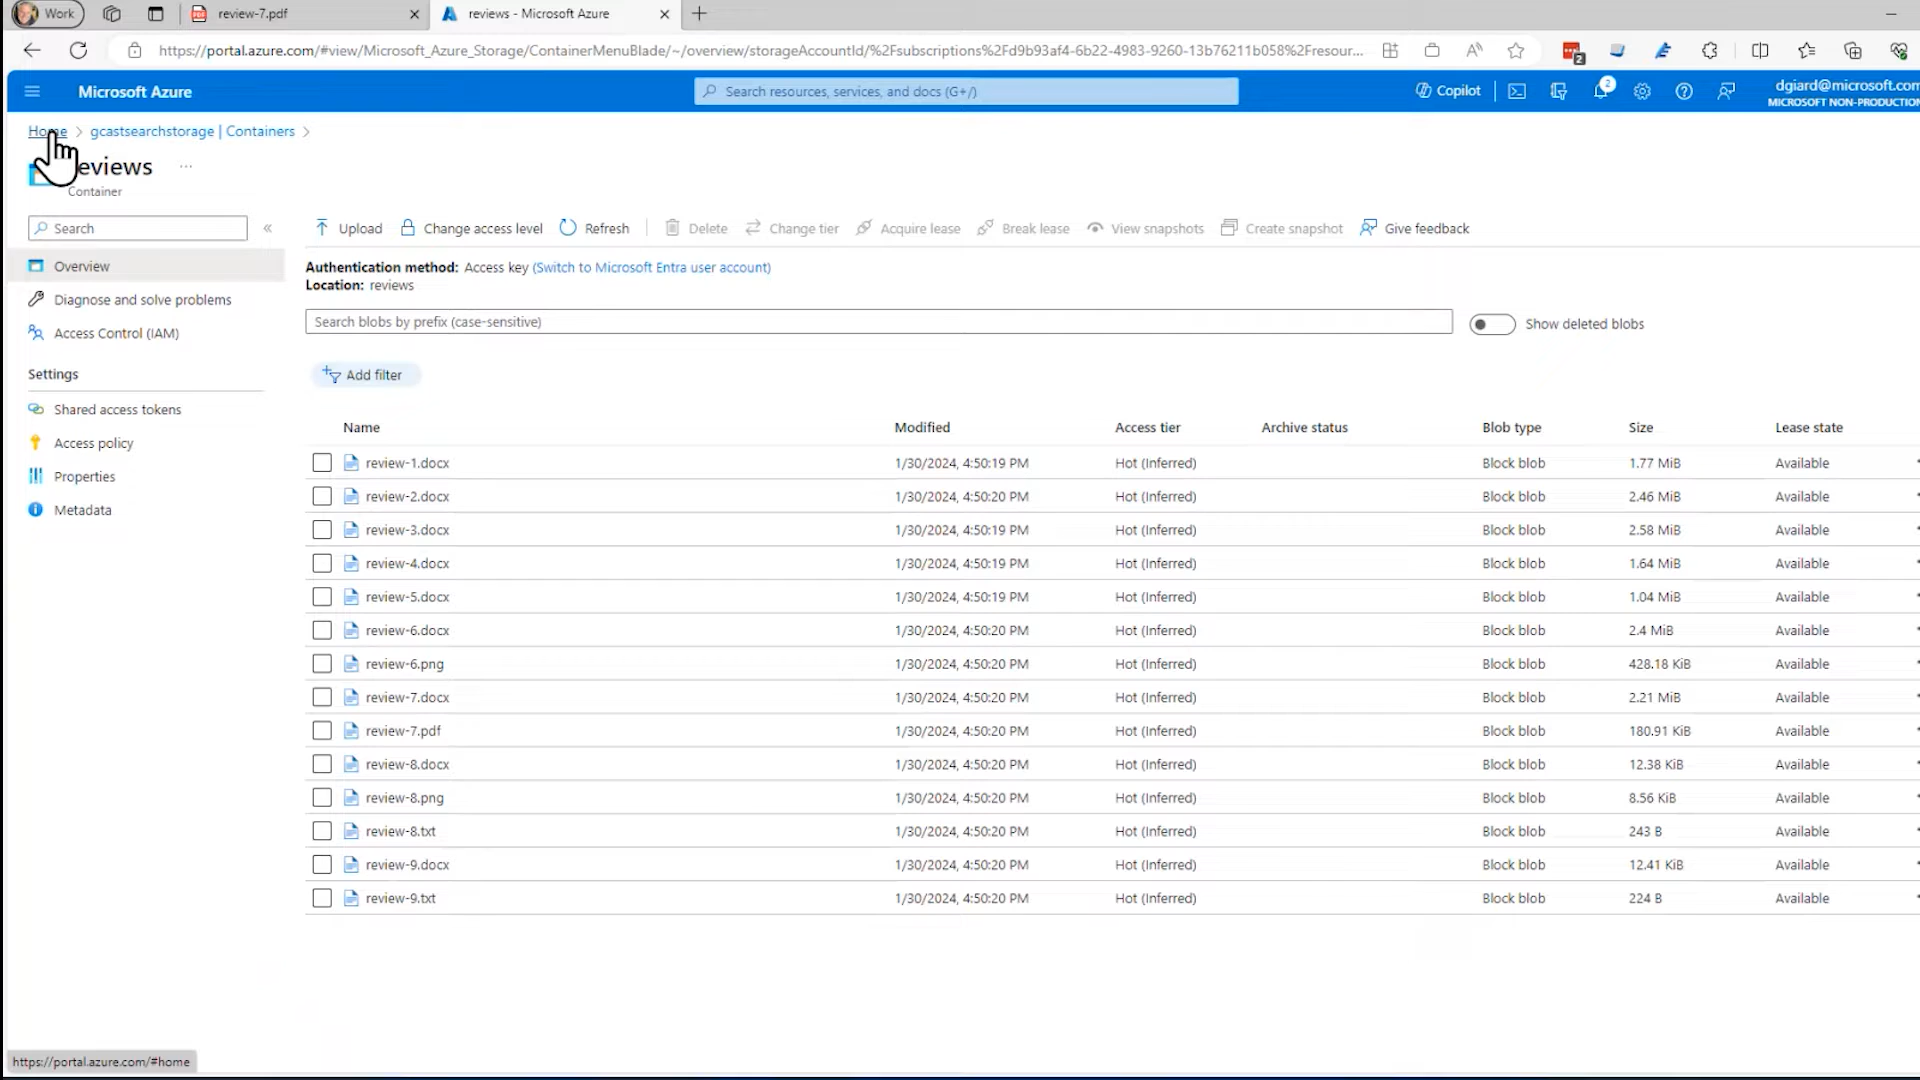 Work
review-7.pdf
reviews - Microsoft Azure
https://portal.azure.com/#view/Microsoft_Azure_Storage/ContainerMenuBlade/~/overview/storageAccountId/%2Fsubscriptions%2Fd9b93af4-6b22-4983-9260-13b76211b058%2Fresour...
2
Microsoft Azure
Search resources, services, and docs (G+/)
Copilot
2
dgiard@microsoft.com
MICROSOFT NON-PRODUCTION
Home > gcastsearchstorage | Containers >
eviews ...
Container
Search
«
Upload
Change access level
Refresh
Delete
Change tier
Acquire lease
Break lease
View snapshots
Create snapshot
Give feedback
Overview
Diagnose and solve problems
Access Control (IAM)
Settings
Shared access tokens
Access policy
Properties
Metadata
Authentication method: Access key (Switch to Microsoft Entra user account)
Location: reviews
Search blobs by prefix (case-sensitive)
Show deleted blobs
Add filter
Name Modified Access tier Archive status Blob type Size Lease state
review-1.docx 1/30/2024, 4:50:19 PM Hot (Inferred) Block blob 1.77 MiB Available
review-2.docx 1/30/2024, 4:50:20 PM Hot (Inferred) Block blob 2.46 MiB Available
review-3.docx 1/30/2024, 4:50:19 PM Hot (Inferred) Block blob 2.58 MiB Available
review-4.docx 1/30/2024, 4:50:19 PM Hot (Inferred) Block blob 1.64 MiB Available
review-5.docx 1/30/2024, 4:50:19 PM Hot (Inferred) Block blob 1.04 MiB Available
review-6.docx 1/30/2024, 4:50:20 PM Hot (Inferred) Block blob 2.4 MiB Available
review-6.png 1/30/2024, 4:50:20 PM Hot (Inferred) Block blob 428.18 KiB Available
review-7.docx 1/30/2024, 4:50:20 PM Hot (Inferred) Block blob 2.21 MiB Available
review-7.pdf 1/30/2024, 4:50:20 PM Hot (Inferred) Block blob 180.91 KiB Available
review-8.docx 1/30/2024, 4:50:20 PM Hot (Inferred) Block blob 12.38 KiB Available
review-8.png 1/30/2024, 4:50:20 PM Hot (Inferred) Block blob 8.56 KiB Available
review-8.txt 1/30/2024, 4:50:20 PM Hot (Inferred) Block blob 243 B Available
review-9.docx 1/30/2024, 4:50:20 PM Hot (Inferred) Block blob 12.41 KiB Available
review-9.txt 1/30/2024, 4:50:20 PM Hot (Inferred) Block blob 224 B Available
https://portal.azure.com/#home